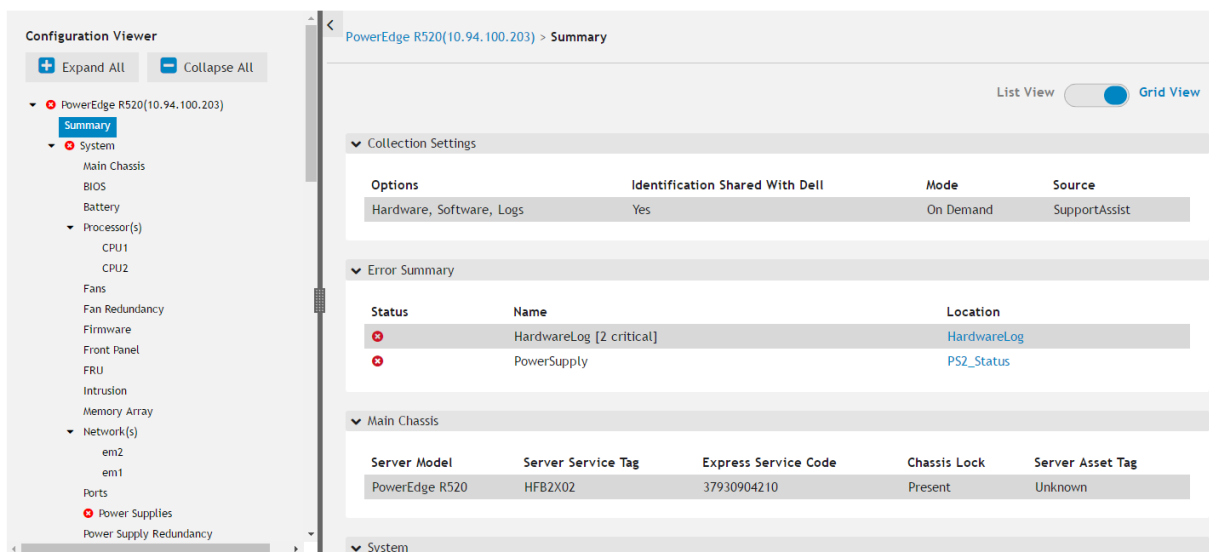 Configuration Viewer
Expand All Collapse All
PowerEdge R520(10.94.100.203)
Summary
System
Main Chassis
BIOS
Battery
Processor(s)
CPU1
CPU2
Fans
Fan Redundancy
Firmware
Front Panel
FRU
Intrusion
Memory Array
Network(s)
em2
em1
Ports
Power Supplies
Power Supply Redundancy
PowerEdge R520(10.94.100.203) > Summary
List View Grid View
Collection Settings
Options Identification Shared With Dell Mode Source
Hardware, Software, Logs Yes On Demand SupportAssist
Error Summary
Status Name Location
HardwareLog [2 critical] HardwareLog
PowerSupply PS2_Status
Main Chassis
Server Model Server Service Tag Express Service Code Chassis Lock Server Asset Tag
PowerEdge R520 HFB2X02 37930904210 Present Unknown
System